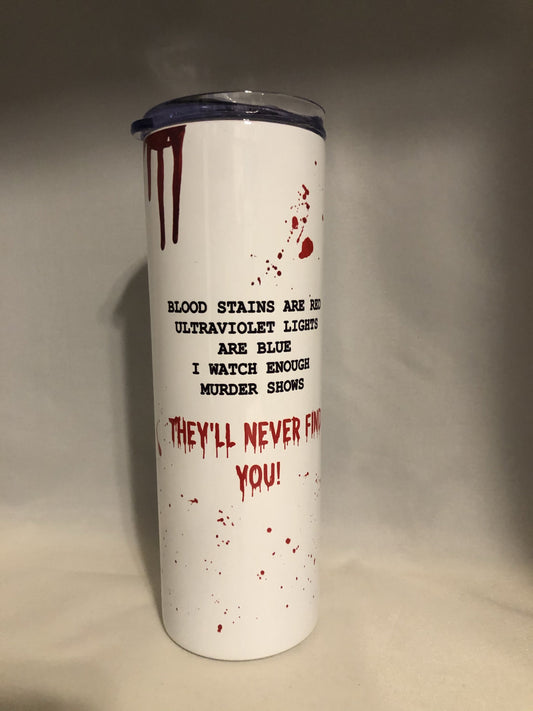 BLOOD STAINS ARE RED
ULTRAVIOLET LIGHTS
ARE BLUE
I WATCH ENOUGH
MURDER SHOWS
THEY'LL NEVER FIND
YOU!